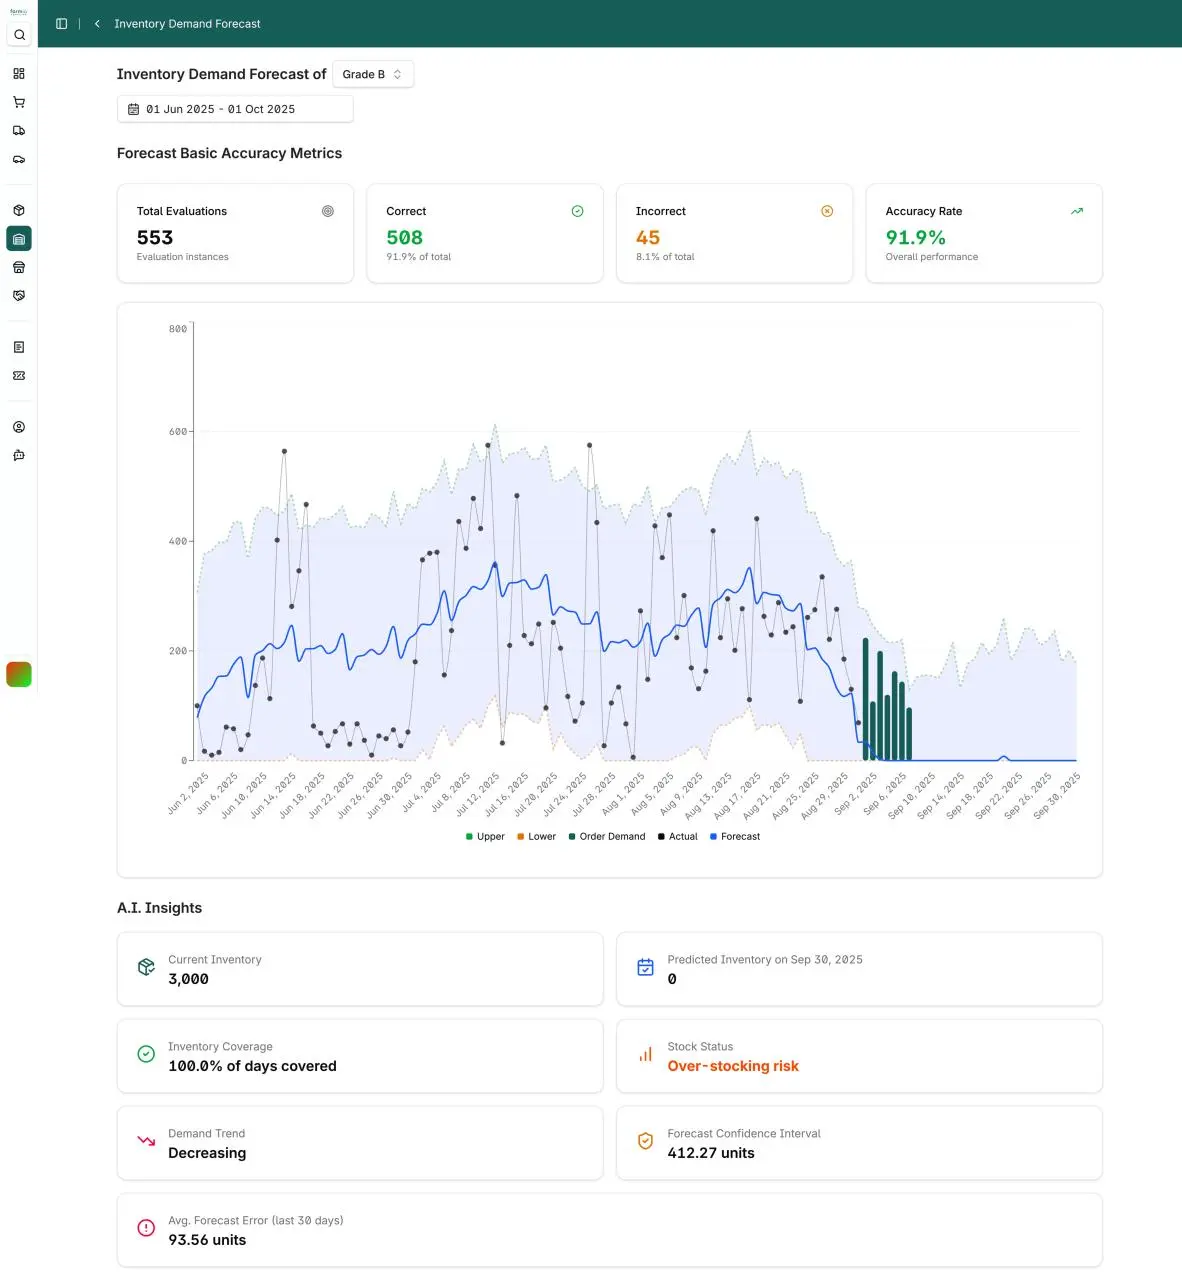 farmio
Inventory Demand Forecast
Inventory Demand Forecast of Grade B
01 Jun 2025 - 01 Oct 2025
Forecast Basic Accuracy Metrics
Total Evaluations
553
Evaluation instances
Correct
508
91.9% of total
Incorrect
45
8.1% of total
Accuracy Rate
91.9%
Overall performance
800
600
400
200
0
Jun 2, 2025
Jun 6, 2025
Jun 10, 2025
Jun 14, 2025
Jun 18, 2025
Jun 22, 2025
Jun 26, 2025
Jun 30, 2025
Jul 4, 2025
Jul 8, 2025
Jul 12, 2025
Jul 16, 2025
Jul 20, 2025
Jul 24, 2025
Jul 28, 2025
Aug 1, 2025
Aug 5, 2025
Aug 9, 2025
Aug 13, 2025
Aug 17, 2025
Aug 21, 2025
Aug 25, 2025
Aug 29, 2025
Sep 2, 2025
Sep 6, 2025
Sep 10, 2025
Sep 14, 2025
Sep 18, 2025
Sep 22, 2025
Sep 26, 2025
Sep 30, 2025
Upper Lower Order Demand Actual Forecast
A.I. Insights
Current Inventory
3,000
Predicted Inventory on Sep 30, 2025
0
Inventory Coverage
100.0% of days covered
Stock Status
Over-stocking risk
Demand Trend
Decreasing
Forecast Confidence Interval
412.27 units
Avg. Forecast Error (last 30 days)
93.56 units